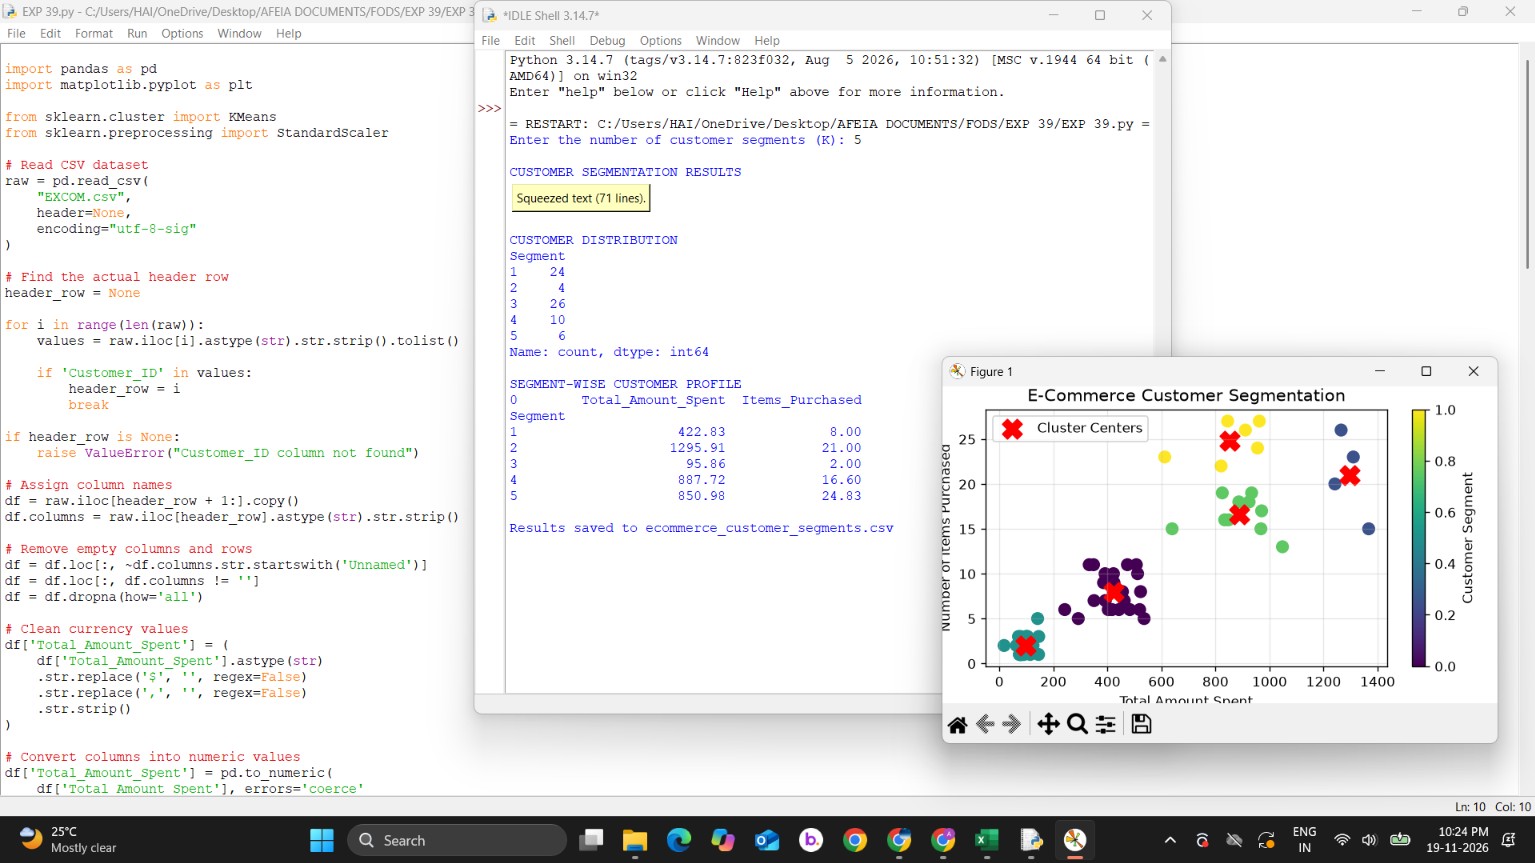 EXP 39.py - C:/Users/HAI/OneDrive/Desktop/AFEIA DOCUMENTS/FODS/EXP 39/EXP 3
File Edit Format Run Options Window Help
import pandas as pd
import matplotlib.pyplot as plt
from sklearn.cluster import KMeans
from sklearn.preprocessing import StandardScaler
# Read CSV dataset
raw = pd.read_csv(
    "EXCOM.csv",
    header=None,
    encoding="utf-8-sig"
)
# Find the actual header row
header_row = None
for i in range(len(raw)):
    values = raw.iloc[i].astype(str).str.strip().tolist()
    if 'Customer_ID' in values:
        header_row = i
        break
if header_row is None:
    raise ValueError("Customer_ID column not found")
# Assign column names
df = raw.iloc[header_row + 1:].copy()
df.columns = raw.iloc[header_row].astype(str).str.strip()
# Remove empty columns and rows
df = df.loc[:, ~df.columns.str.startswith('Unnamed')]
df = df.loc[:, df.columns != '']
df = df.dropna(how='all')
# Clean currency values
df['Total_Amount_Spent'] = (
    df['Total_Amount_Spent'].astype(str)
    .str.replace('$', '', regex=False)
    .str.replace(',', '', regex=False)
    .str.strip()
)
# Convert columns into numeric values
df['Total_Amount_Spent'] = pd.to_numeric(
    df['Total_Amount_Spent'], errors='coerce'
*IDLE Shell 3.14.7*
File Edit Shell Debug Options Window Help
Python 3.14.7 (tags/v3.14.7:823f032, Aug  5 2026, 10:51:32) [MSC v.1944 64 bit (
AMD64)] on win32
Enter "help" below or click "Help" above for more information.
>>>
= RESTART: C:/Users/HAI/OneDrive/Desktop/AFEIA DOCUMENTS/FODS/EXP 39/EXP 39.py =
Enter the number of customer segments (K): 5
CUSTOMER SEGMENTATION RESULTS
Squeezed text (71 lines).
CUSTOMER DISTRIBUTION
Segment
1    24
2     4
3    26
4    10
5     6
Name: count, dtype: int64
SEGMENT-WISE CUSTOMER PROFILE
0        Total_Amount_Spent  Items_Purchased
Segment
1                    422.83             8.00
2                   1295.91            21.00
3                     95.86             2.00
4                    887.72            16.60
5                    850.98            24.83
Results saved to ecommerce_customer_segments.csv
Figure 1
E-Commerce Customer Segmentation
Cluster Centers
Number of Items Purchased
25
20
15
10
5
0
0 200 400 600 800 1000 1200 1400
Total Amount Spent
1.0
0.8
0.6
0.4
0.2
0.0
Customer Segment
Ln: 10 Col: 10
25°C
Mostly clear
Search
b.
ENG
IN
10:24 PM
19-11-2026